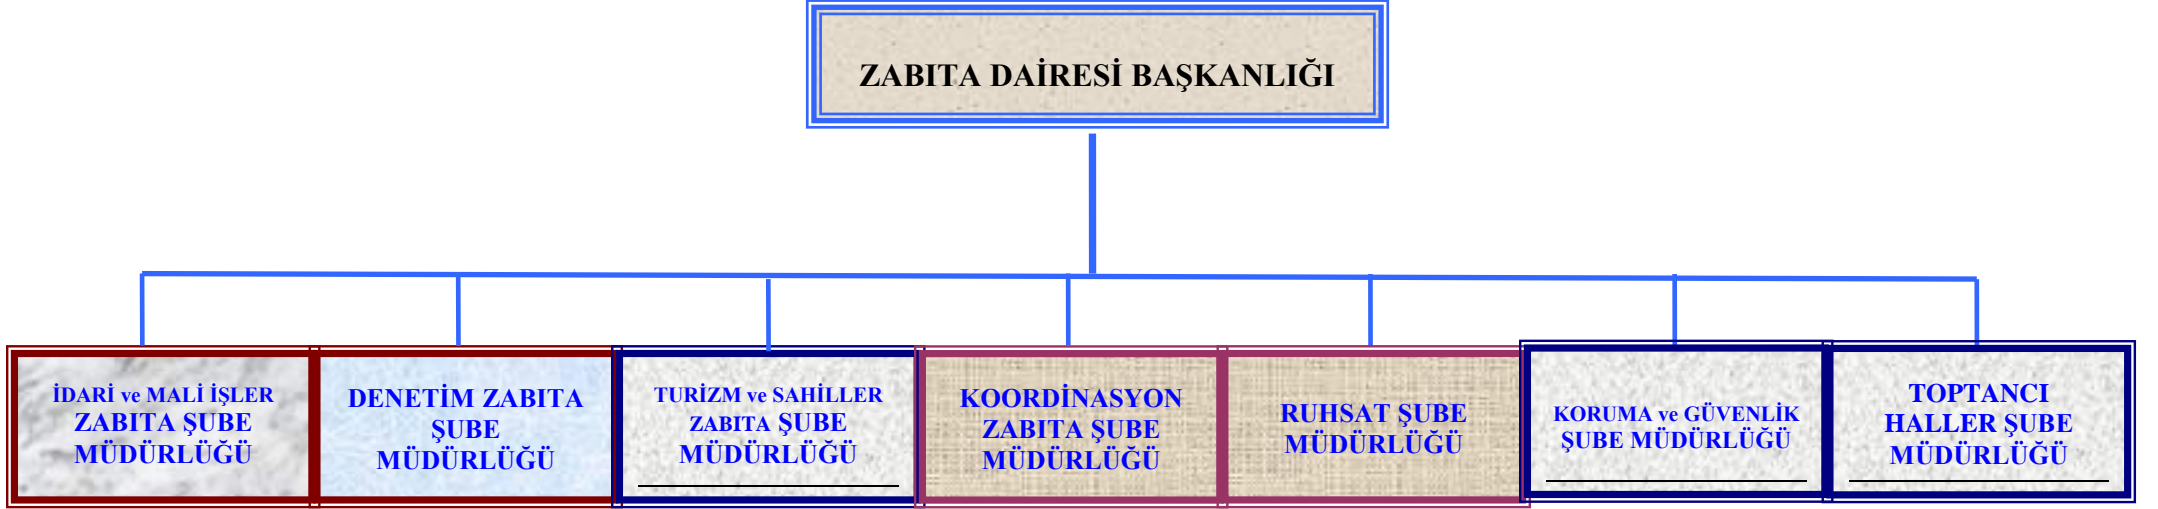 ZABITA DAİRESİ BAŞKANLIĞI
İDARİ ve MALİ İŞLER
ZABITA ŞUBE
MÜDÜRLÜĞÜ
DENETİM ZABITA
ŞUBE
MÜDÜRLÜĞÜ
TURİZM ve SAHİLLER
ZABITA ŞUBE
MÜDÜRLÜĞÜ
KOORDİNASYON
ZABITA ŞUBE
MÜDÜRLÜĞÜ
RUHSAT ŞUBE
MÜDÜRLÜĞÜ
KORUMA ve GÜVENLİK
ŞUBE MÜDÜRLÜĞÜ
TOPTANCI
HALLER ŞUBE
MÜDÜRLÜĞÜ